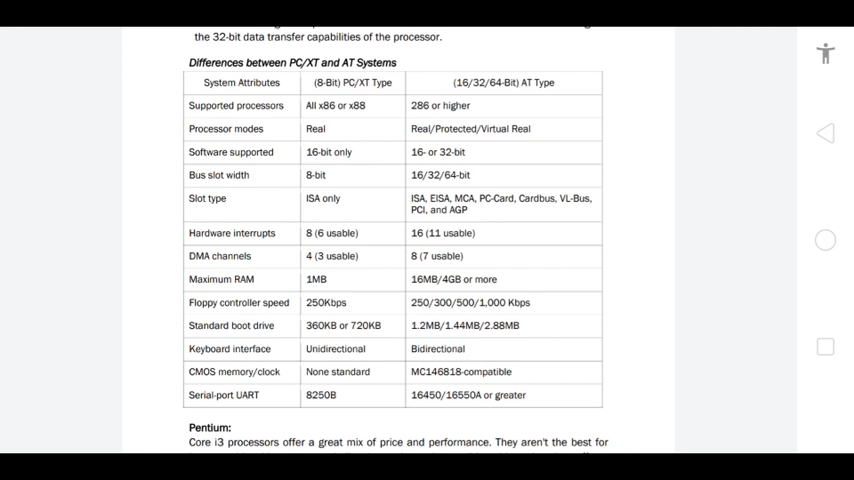 the 32-bit data transfer capabilities of the processor.
Differences between PC/XT and AT Systems
System Attributes (8-Bit) PC/XT Type (16/32/64-Bit) AT Type
Supported processors All x86 or x88 286 or higher
Processor modes Real Real/Protected/Virtual Real
Software supported 16-bit only 16- or 32-bit
Bus slot width 8-bit 16/32/64-bit
Slot type ISA only ISA, EISA, MCA, PC-Card, Cardbus, VL-Bus,
PCI, and AGP
Hardware interrupts 8 (6 usable) 16 (11 usable)
DMA channels 4 (3 usable) 8 (7 usable)
Maximum RAM 1MB 16MB/4GB or more
Floppy controller speed 250Kbps 250/300/500/1,000 Kbps
Standard boot drive 360KB or 720KB 1.2MB/1.44MB/2.88MB
Keyboard interface Unidirectional Bidirectional
CMOS memory/clock None standard MC146818-compatible
Serial-port UART 8250B 16450/16550A or greater
Pentium:
Core i3 processors offer a great mix of price and performance. They aren't the best for